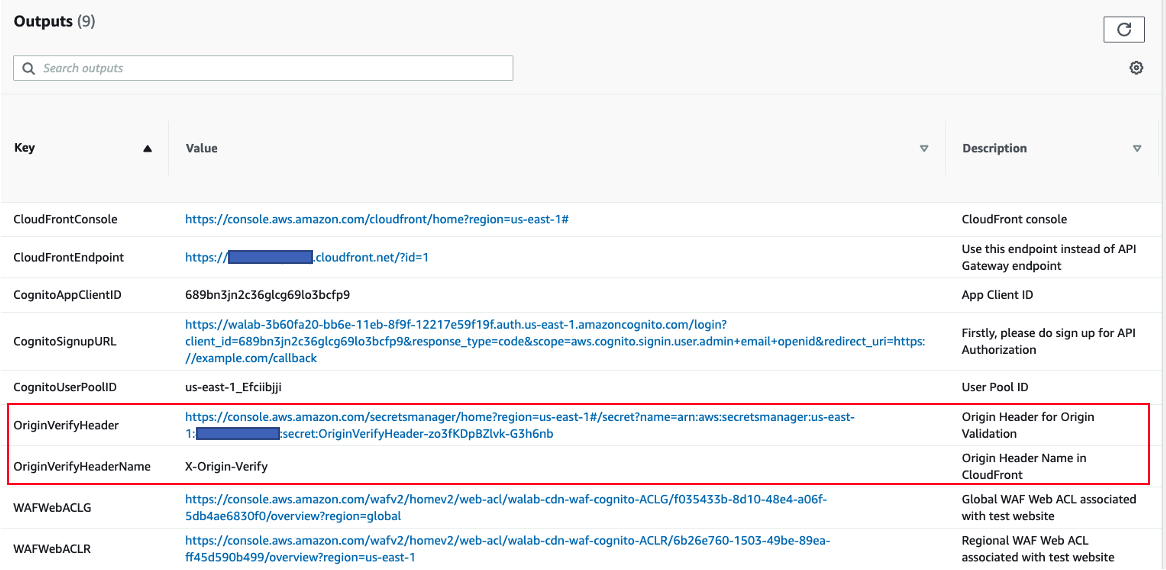 Outputs (9)
Search outputs
Key
Value
Description
CloudFrontConsole
https://console.aws.amazon.com/cloudfront/home?region=us-east-1#
CloudFront console
CloudFrontEndpoint
https:// .cloudfront.net/?id=1
Use this endpoint instead of API
Gateway endpoint
CognitoAppClientID
689bn3jn2c36glcg69lo3bcfp9
App Client ID
CognitoSignupURL
https://walab-3b60fa20-bb6e-11eb-8f9f-12217e59f19f.auth.us-east-1.amazoncognito.com/login?
client_id=689bn3jn2c36glcg69lo3bcfp9&response_type=code&scope=aws.cognito.signin.user.admin+email+openid&redirect_uri=https:
//example.com/callback
Firstly, please do sign up for API
Authorization
CognitoUserPoolID
us-east-1_Efciibjji
User Pool ID
OriginVerifyHeader
https://console.aws.amazon.com/secretsmanager/home?region=us-east-1#/secret?name=arn:aws:secretsmanager:us-east-
1: :secret:OriginVerifyHeader-zo3fKDpBZlvk-G3h6nb
Origin Header for Origin
Validation
OriginVerifyHeaderName
X-Origin-Verify
Origin Header Name in
CloudFront
WAFWebACLG
https://console.aws.amazon.com/wafv2/homev2/web-acl/walab-cdn-waf-cognito-ACLG/f035433b-8d10-48e4-a06f-
5db4ae6830f0/overview?region=global
Global WAF Web ACL associated
with test website
WAFWebACLR
https://console.aws.amazon.com/wafv2/homev2/web-acl/walab-cdn-waf-cognito-ACLR/6b26e760-1503-49be-89ea-
ff45d590b499/overview?region=us-east-1
Regional WAF Web ACL
associated with test website